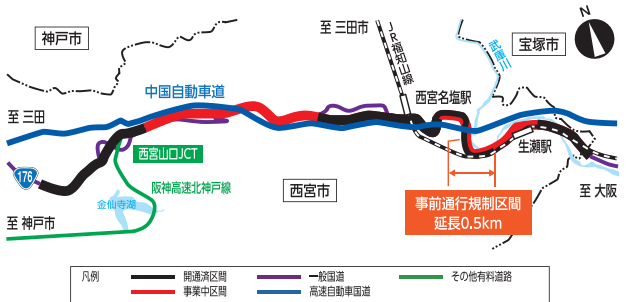 神戸市
至 三田市
JR福知山線
武庫川
宝塚市
N
中国自動車道
西宮名塩駅
至 三田
西宮山口JCT
生瀬駅
176
阪神高速北神戸線
西宮市
至 大阪
金仙寺湖
事前通行規制区間
延長0.5km
至 神戸市
凡例
開通済区間
一般国道
その他有料道路
事業中区間
高速自動車国道